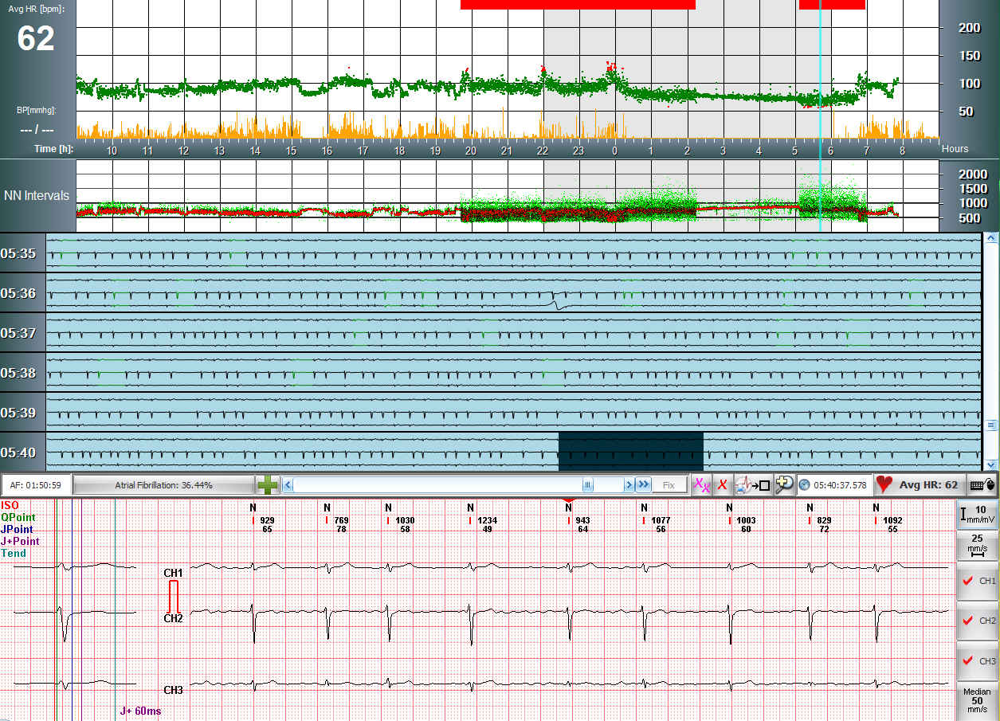 Avg HR [bpm]:
62
200
150
100
50
BP[mmhg]:
--- / ---
Time [h]: 10 11 12 13 14 15 16 17 18 19 20 21 22 23 0 1 2 3 4 5 6 7 8 Hours
NN Intervals
2000
1500
1000
500
05:35
05:36
05:37
05:38
05:39
05:40
AF: 01:50:59 Atrial Fibrillation: 36.44% Fix Xx X 05:40:37.578 Avg HR: 62
ISO
QPoint
JPoint
J+Point
Tend
N N N N N N N N N
929 769 1030 1234 943 1077 1003 829 1092
65 78 58 49 64 56 60 72 55
CH1
CH2
CH3
J+ 60ms
10
mm/mV
25
mm/s
CH1
CH2
CH3
Median
50
mm/s